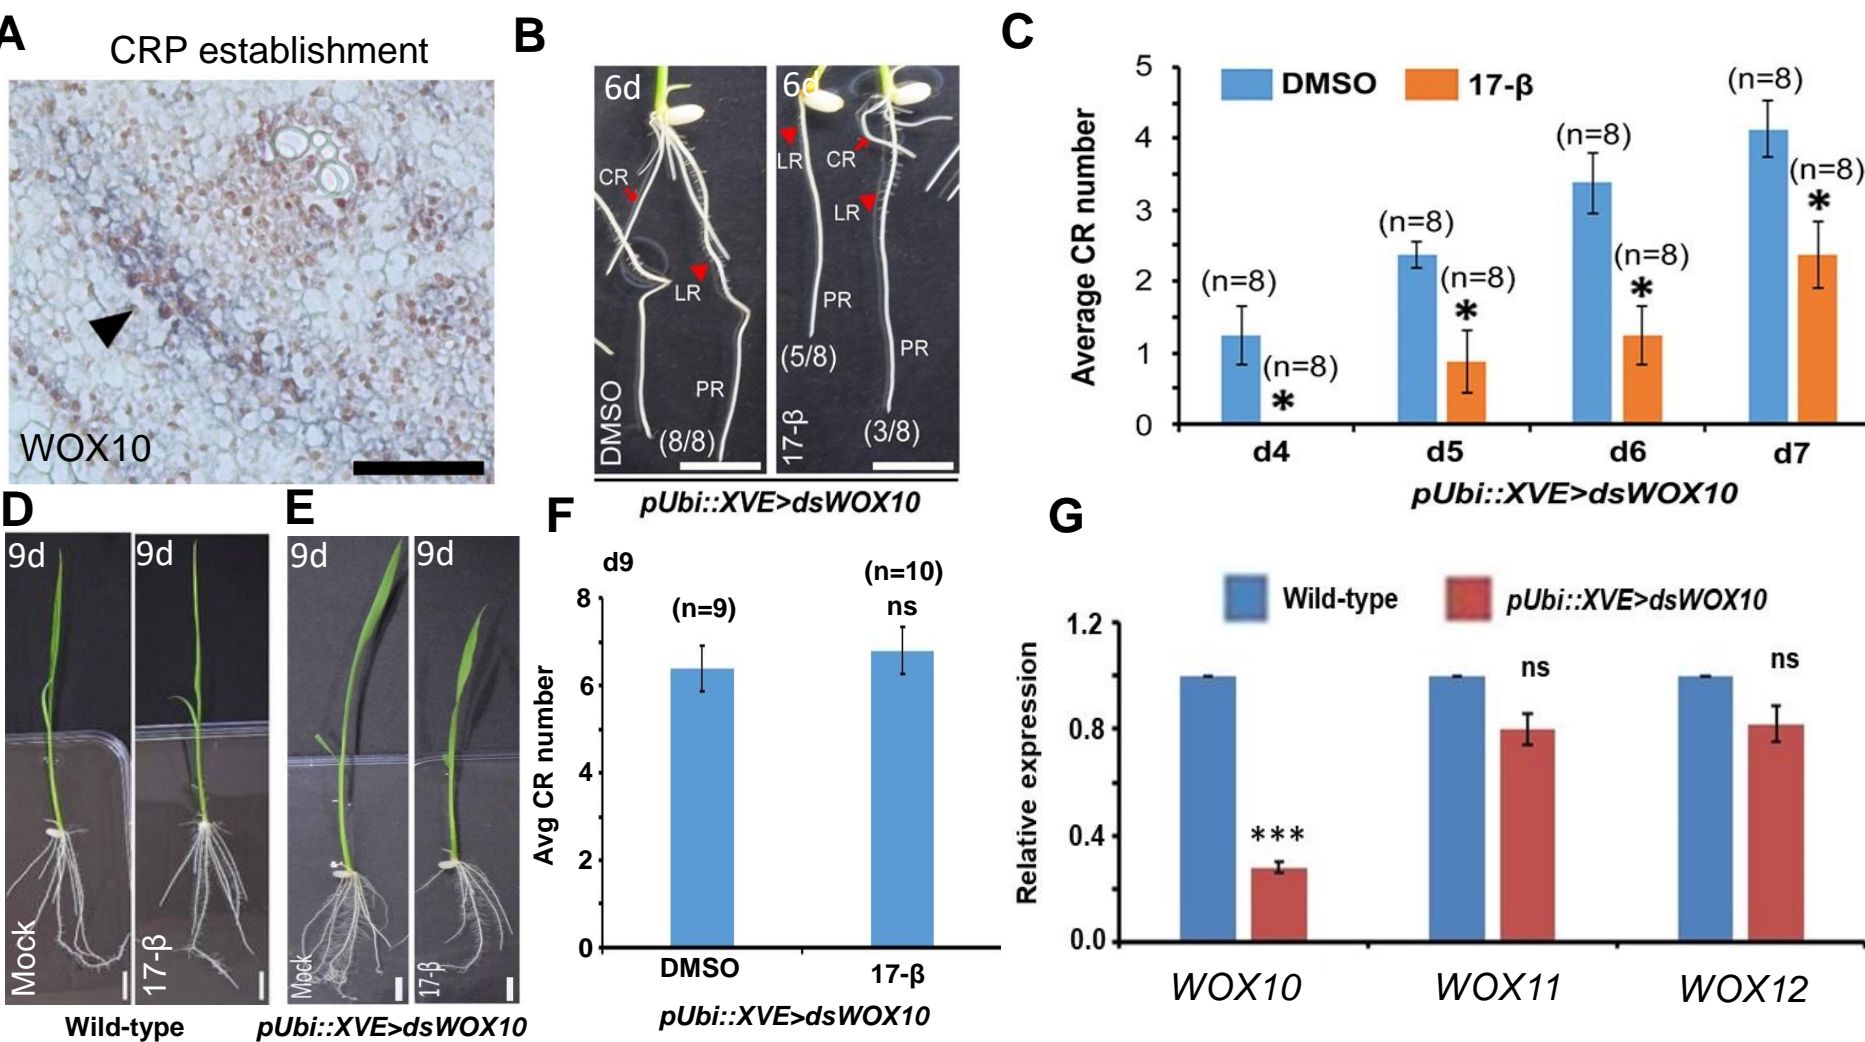 A
CRP establishment
WOX10
B
6d
6d
CR
LR
PR
DMSO
(8/8)
LR
CR
LR
PR
(5/8)
PR
17-β
(3/8)
pUbi::XVE>dsWOX10
C
DMSO
17-β
Average CR number
5
4
3
2
1
0
(n=8)
(n=8)
*
(n=8)
(n=8)
*
(n=8)
(n=8)
*
(n=8)
(n=8)
*
d4
d5
d6
d7
pUbi::XVE>dsWOX10
D
9d
9d
Mock
17-β
Wild-type
E
9d
9d
Mock
17-β
pUbi::XVE>dsWOX10
F
d9
Avg CR number
8
6
4
2
0
(n=9)
(n=10)
ns
DMSO
17-β
pUbi::XVE>dsWOX10
G
Wild-type
pUbi::XVE>dsWOX10
Relative expression
1.2
0.8
0.4
0.0
***
ns
ns
WOX10
WOX11
WOX12